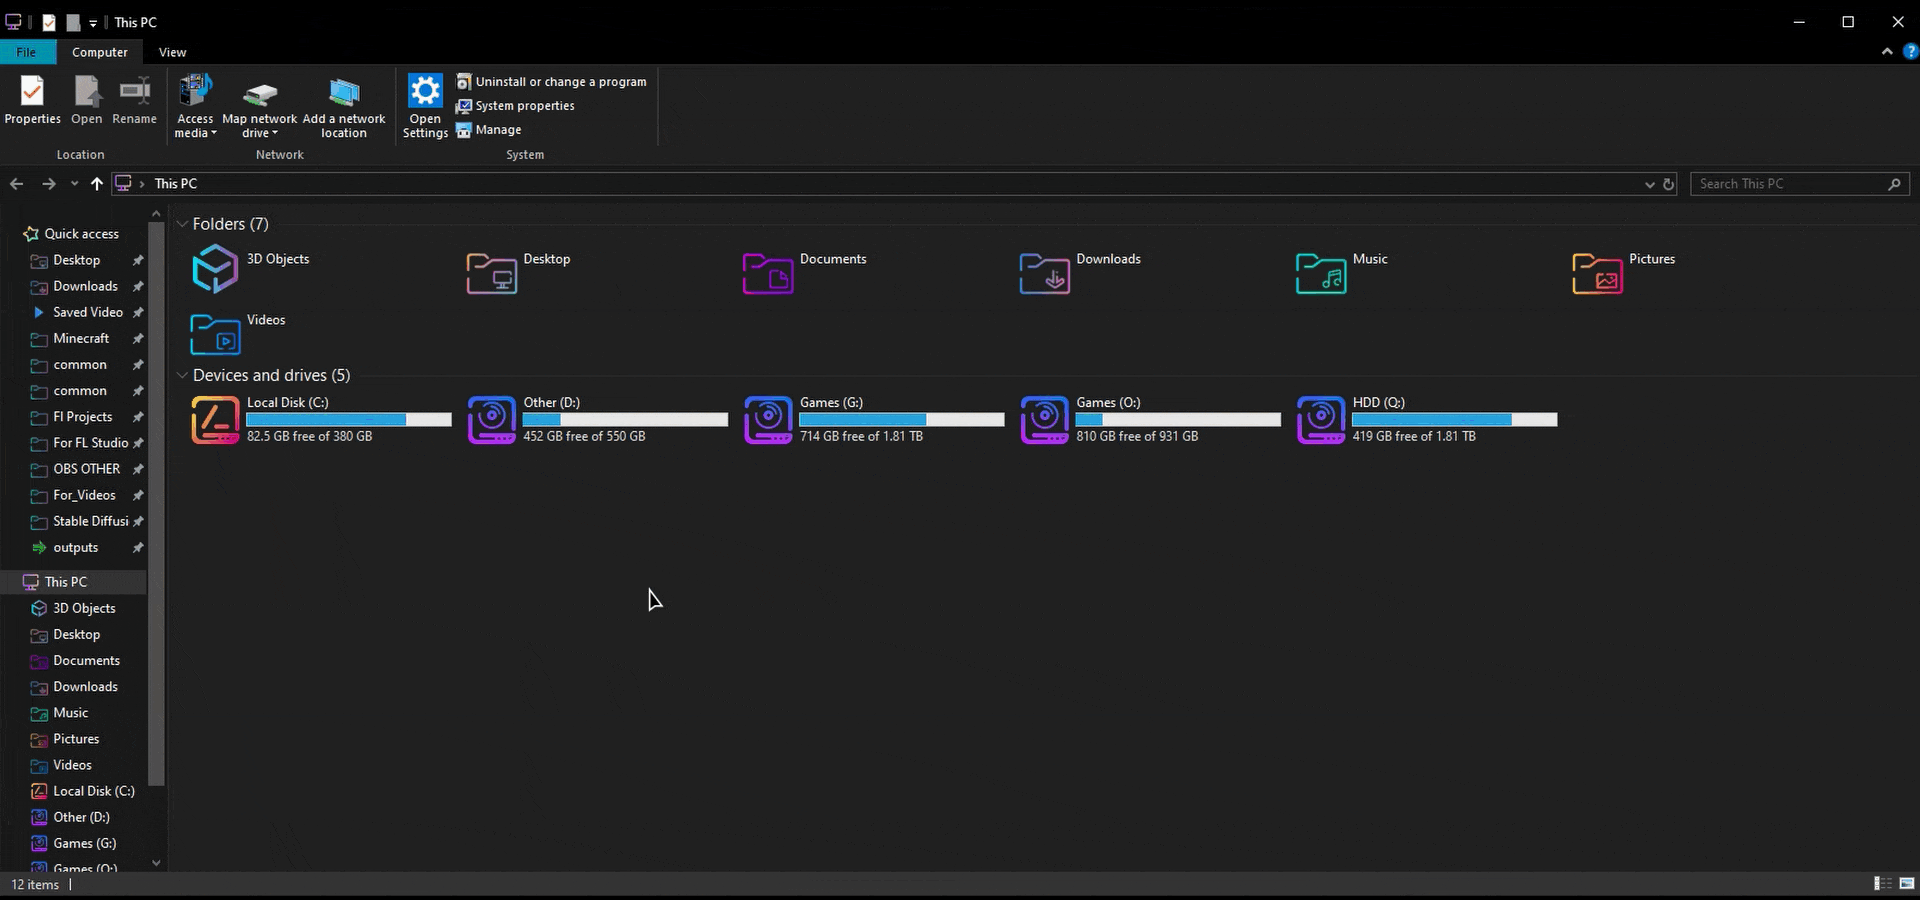 This PC
File
Computer
View
?
Properties
Open
Rename
Access media
Map network drive
Add a network location
Open Settings
Uninstall or change a program
System properties
Manage
Location
Network
System
This PC
Search This PC
Quick access
Desktop
Downloads
Saved Video
Minecraft
common
common
Fl Projects
For FL Studio
OBS OTHER
For_Videos
Stable Diffusi
outputs
This PC
3D Objects
Desktop
Documents
Downloads
Music
Pictures
Videos
Local Disk (C:)
Other (D:)
Games (G:)
Games (O:)
Folders (7)
3D Objects
Desktop
Documents
Downloads
Music
Pictures
Videos
Devices and drives (5)
Local Disk (C:)
82.5 GB free of 380 GB
Other (D:)
452 GB free of 550 GB
Games (G:)
714 GB free of 1.81 TB
Games (O:)
810 GB free of 931 GB
HDD (Q:)
419 GB free of 1.81 TB
12 items